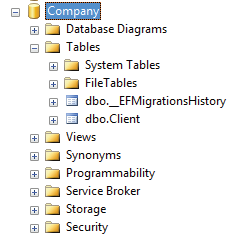 Company
Database Diagrams
Tables
System Tables
FileTables
dbo.__EFMigrationsHistory
dbo.Client
Views
Synonyms
Programmability
Service Broker
Storage
Security